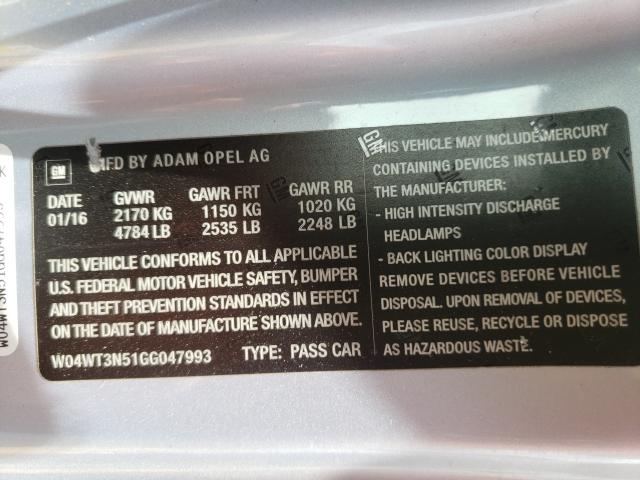 GM
MFD BY ADAM OPEL AG
DATE GVWR GAWR FRT GAWR RR
01/16 2170 KG 1150 KG 1020 KG
4784 LB 2535 LB 2248 LB
THIS VEHICLE CONFORMS TO ALL APPLICABLE
U.S. FEDERAL MOTOR VEHICLE SAFETY, BUMPER
AND THEFT PREVENTION STANDARDS IN EFFECT
ON THE DATE OF MANUFACTURE SHOWN ABOVE.
W04WT3N51GG047993 TYPE: PASS CAR
THIS VEHICLE MAY INCLUDE MERCURY
CONTAINING DEVICES INSTALLED BY
THE MANUFACTURER:
- HIGH INTENSITY DISCHARGE
HEADLAMPS
- BACK LIGHTING COLOR DISPLAY
REMOVE DEVICES BEFORE VEHICLE
DISPOSAL. UPON REMOVAL OF DEVICES,
PLEASE REUSE, RECYCLE OR DISPOSE
AS HAZARDOUS WASTE.
W04WT3N51GG047993